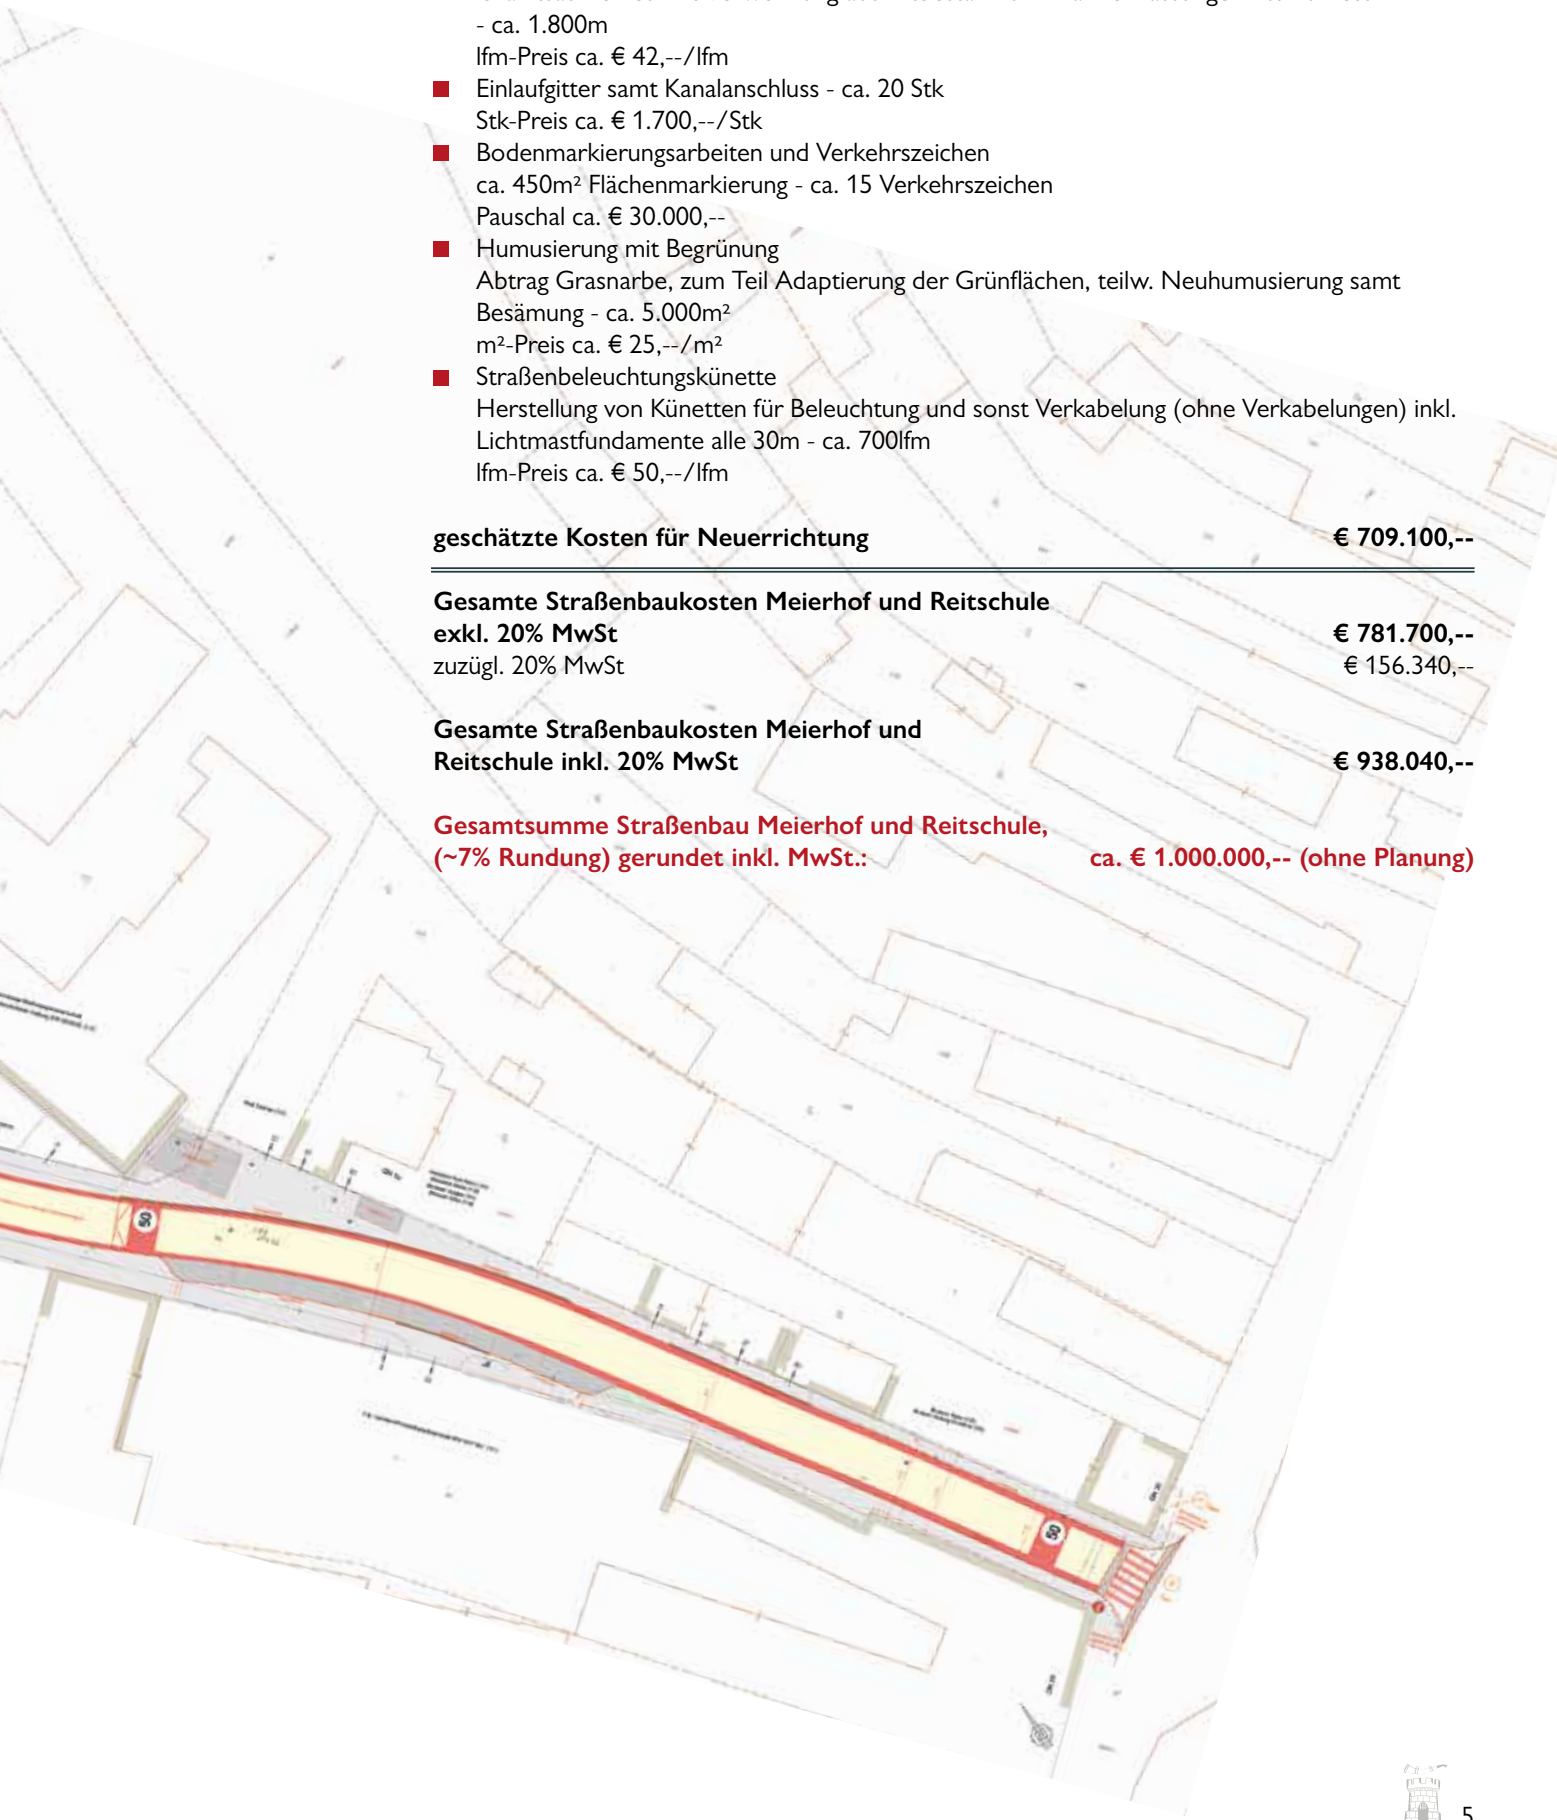 - ca. 1.800m
lfm-Preis ca. € 42,--/lfm
Einlaufgitter samt Kanalanschluss - ca. 20 Stk
Stk-Preis ca. € 1.700,--/Stk
Bodenmarkierungsarbeiten und Verkehrszeichen
ca. 450m² Flächenmarkierung - ca. 15 Verkehrszeichen
Pauschal ca. € 30.000,--
Humusierung mit Begrünung
Abtrag Grasnarbe, zum Teil Adaptierung der Grünflächen, teilw. Neuhumusierung samt
Besämung - ca. 5.000m²
m²-Preis ca. € 25,--/m²
Straßenbeleuchtungskünette
Herstellung von Künetten für Beleuchtung und sonst Verkabelung (ohne Verkabelungen) inkl.
Lichtmastfundamente alle 30m - ca. 700lfm
lfm-Preis ca. € 50,--/lfm
geschätzte Kosten für Neuerrichtung € 709.100,--
Gesamte Straßenbaukosten Meierhof und Reitschule
exkl. 20% MwSt € 781.700,--
zuzügl. 20% MwSt € 156.340,--
Gesamte Straßenbaukosten Meierhof und
Reitschule inkl. 20% MwSt € 938.040,--
Gesamtsumme Straßenbau Meierhof und Reitschule,
(~7% Rundung) gerundet inkl. MwSt.: ca. € 1.000.000,-- (ohne Planung)
50
50
5